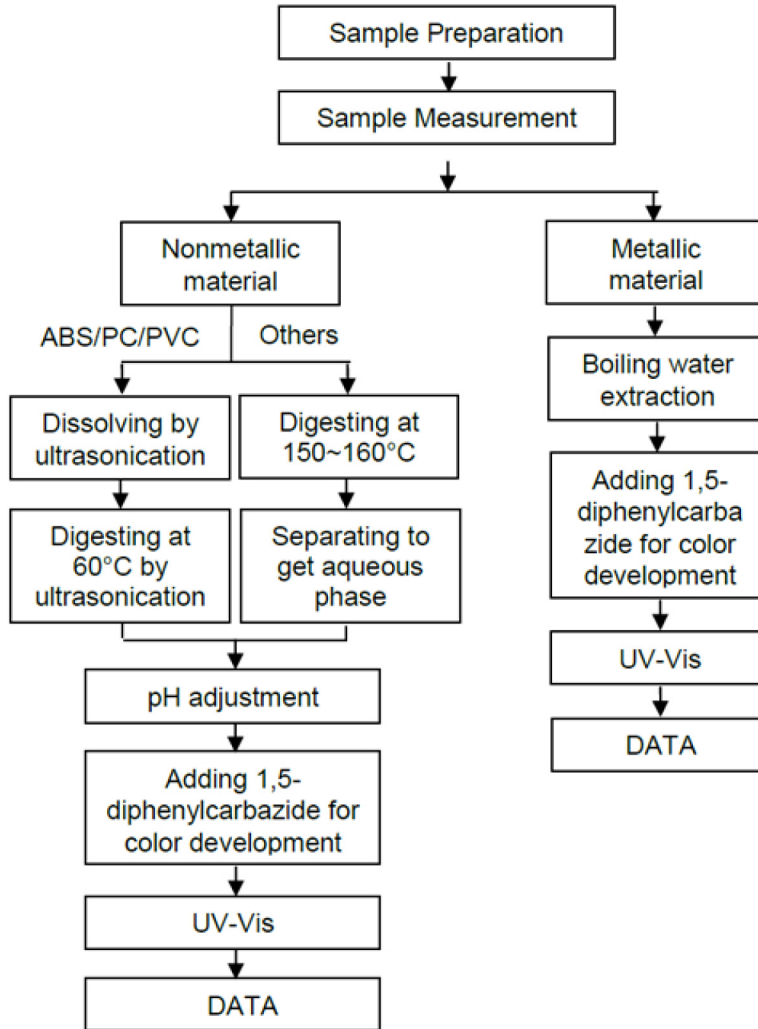 Sample Preparation
Sample Measurement
Nonmetallic
material
Metallic
material
ABS/PC/PVC
Others
Boiling water
extraction
Dissolving by
ultrasonication
Digesting at
150~160°C
Adding 1,5-
diphenylcarba
zide for color
development
Digesting at
60°C by
ultrasonication
Separating to
get aqueous
phase
UV-Vis
pH adjustment
DATA
Adding 1,5-
diphenylcarbazide for
color development
UV-Vis
DATA